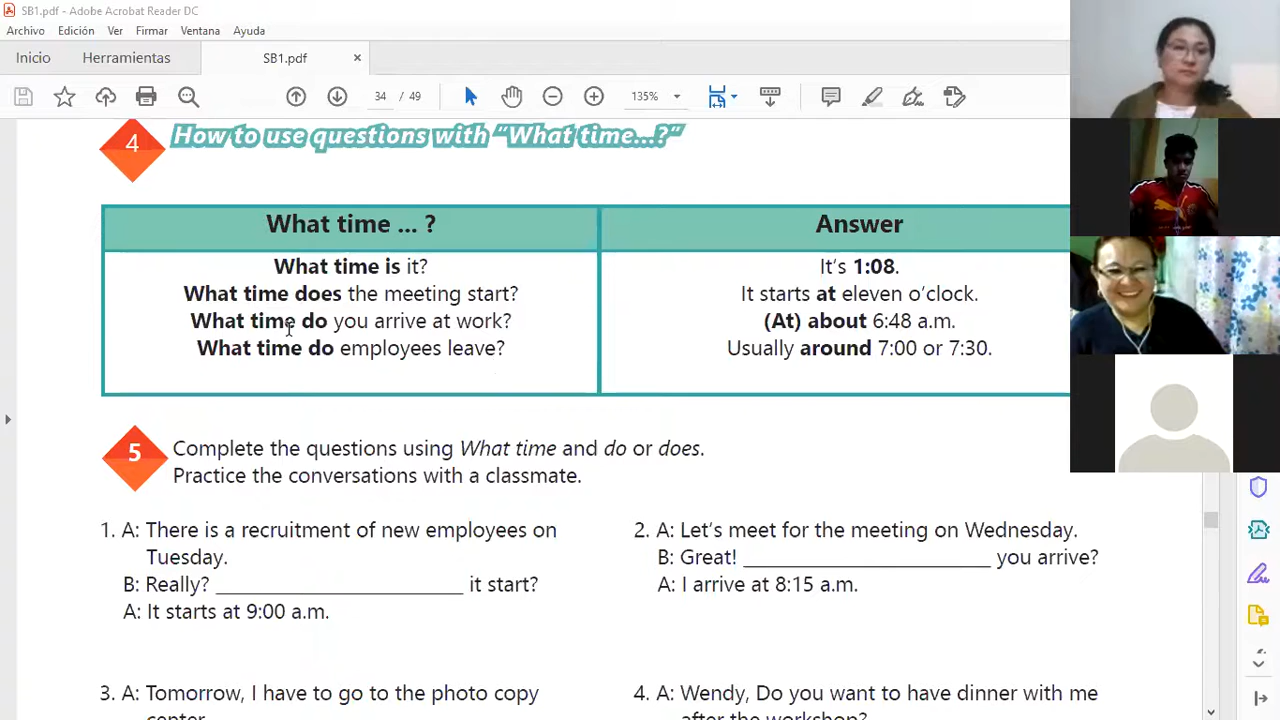 SB1.pdf - Adobe Acrobat Reader DC
Archivo Edición Ver Firmar Ventana Ayuda
Inicio Herramientas SB1.pdf ×
34 / 49 135%
4 How to use questions with “What time...?”
What time ... ? Answer
What time is it? It’s 1:08.
What time does the meeting start? It starts at eleven o’clock.
What time do you arrive at work? (At) about 6:48 a.m.
What time do employees leave? Usually around 7:00 or 7:30.
5 Complete the questions using What time and do or does.
Practice the conversations with a classmate.
1. A: There is a recruitment of new employees on
Tuesday.
B: Really? ______________________ it start?
A: It starts at 9:00 a.m.
2. A: Let’s meet for the meeting on Wednesday.
B: Great! ______________________ you arrive?
A: I arrive at 8:15 a.m.
3. A: Tomorrow, I have to go to the photo copy
center.
4. A: Wendy, Do you want to have dinner with me
after the workshop?